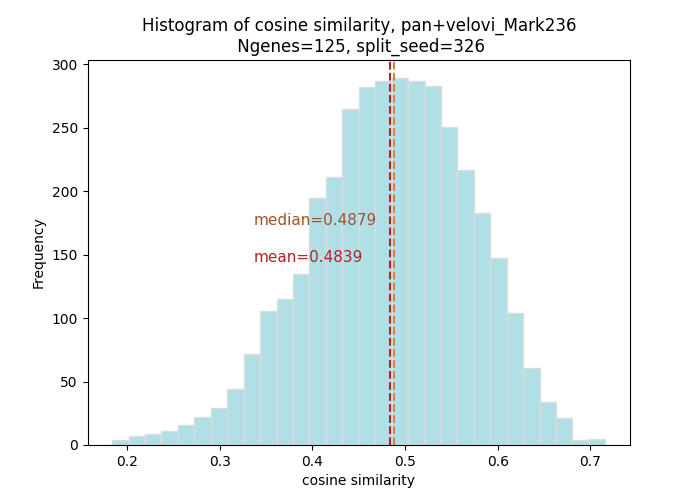 Histogram of cosine similarity, pan+velovi_Mark236
Ngenes=125, split_seed=326
300
250
200
150
100
50
0
Frequency
median=0.4879
mean=0.4839
0.2
0.3
0.4
0.5
0.6
0.7
cosine similarity